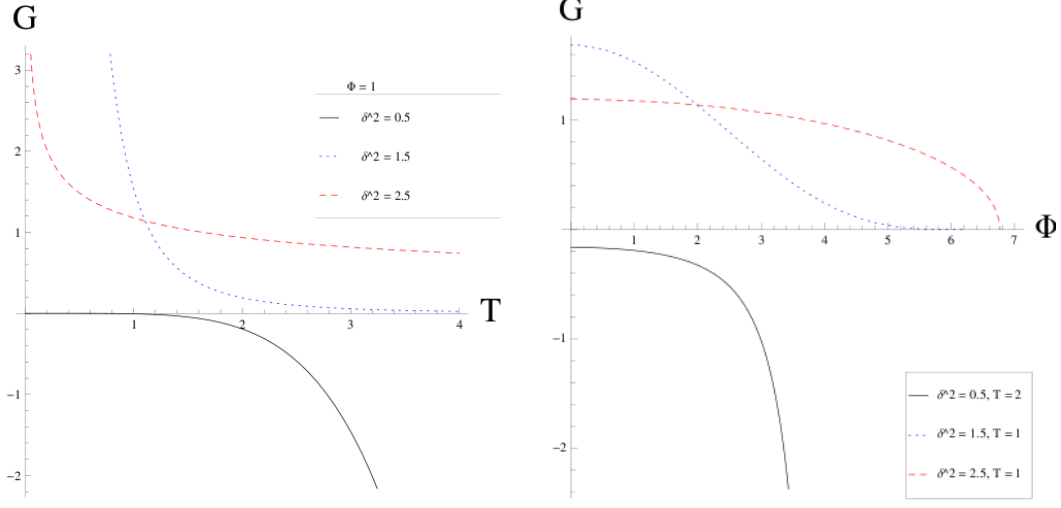 G
3
2
1
-1
-2
1
2
3
4
T
Φ = 1
δ^2 = 0.5
δ^2 = 1.5
δ^2 = 2.5
G
1
-1
-2
1
2
3
4
5
6
7
Φ
δ^2 = 0.5, T = 2
δ^2 = 1.5, T = 1
δ^2 = 2.5, T = 1